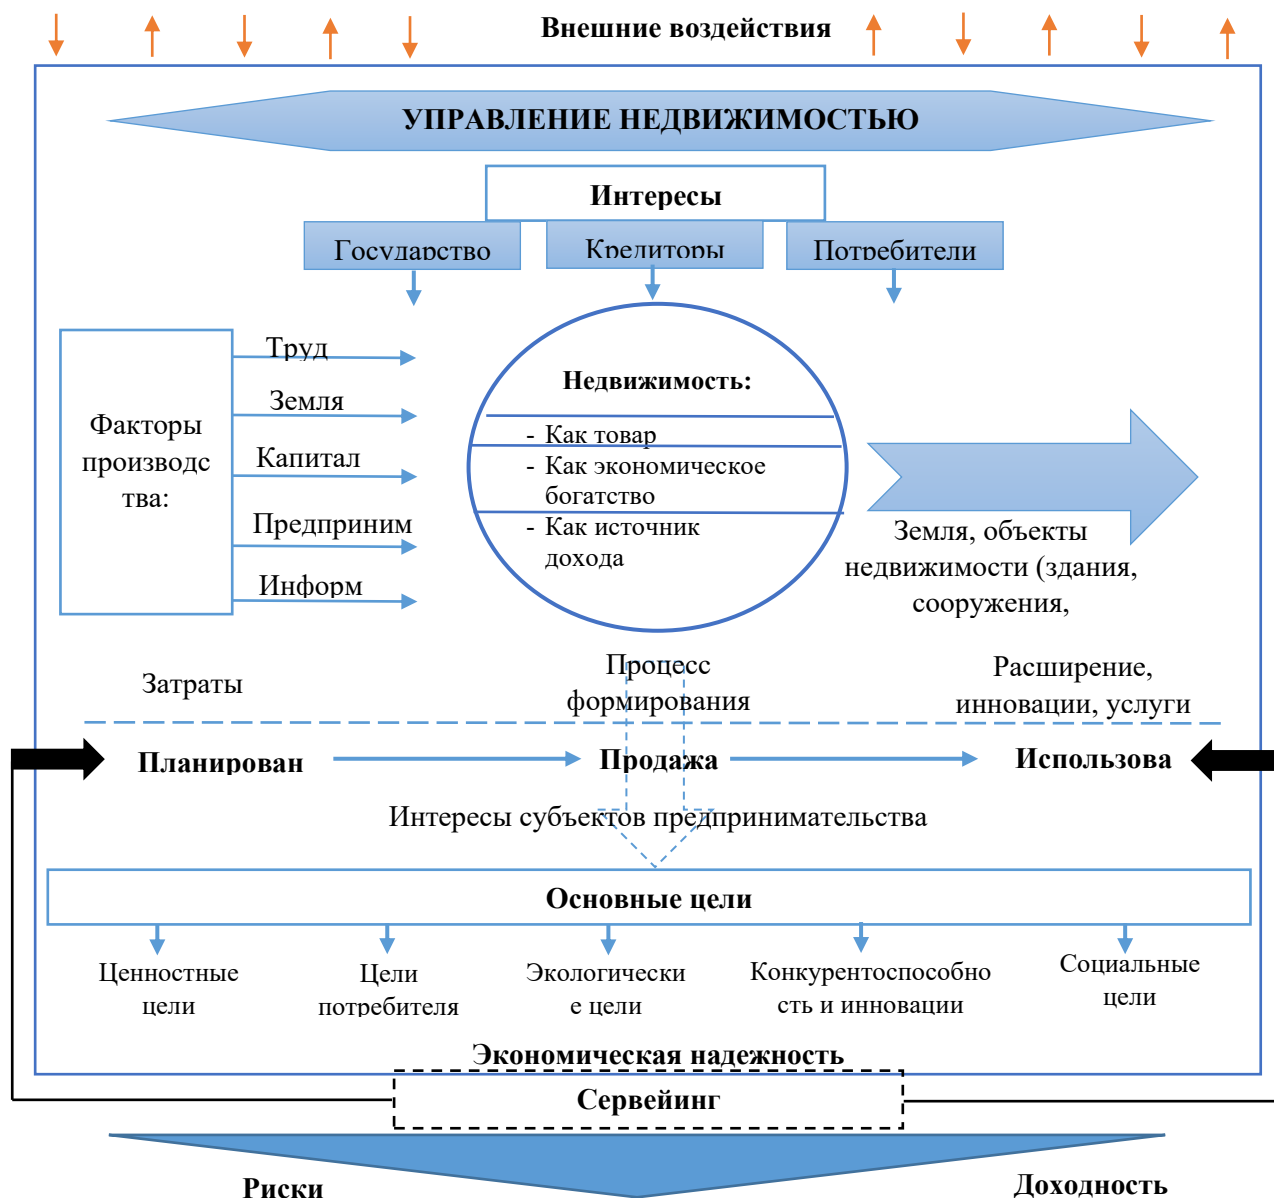 Внешние воздействия
УПРАВЛЕНИЕ НЕДВИЖИМОСТЬЮ
Интересы
Государство
Кредиторы
Потребители
Факторы
производс
тва:
Труд
Земля
Капитал
Предприним
Информ
Недвижимость:
- Как товар
- Как экономическое
богатство
- Как источник
дохода
Земля, объекты
недвижимости (здания,
сооружения,
Затраты
Процесс
формирования
Расширение,
инновации, услуги
Планирован
Продажа
Использова
Интересы субъектов предпринимательства
Основные цели
Ценностные
цели
Цели
потребителя
Экологически
е цели
Конкурентоспособно
сть и инновации
Социальные
цели
Экономическая надежность
Сервейинг
Риски
Доходность